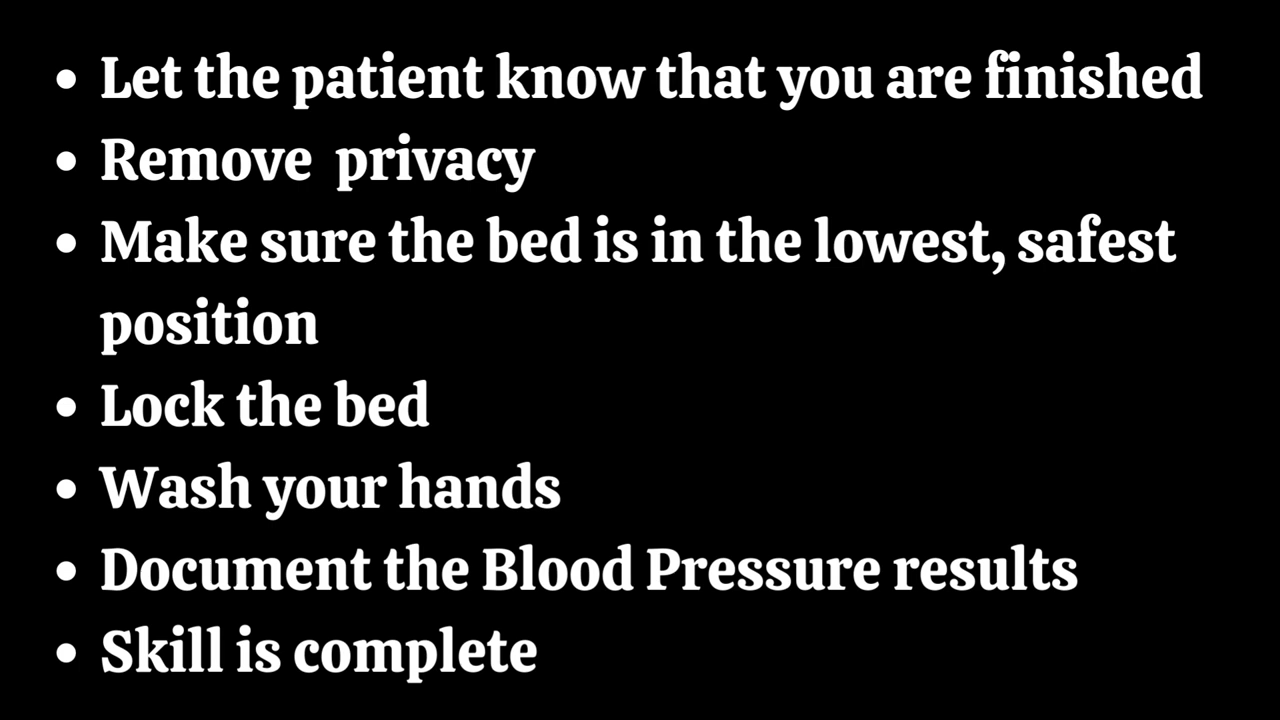 • Let the patient know that you are finished
• Remove  privacy
• Make sure the bed is in the lowest, safest
position
• Lock the bed
• Wash your hands
• Document the Blood Pressure results
• Skill is complete